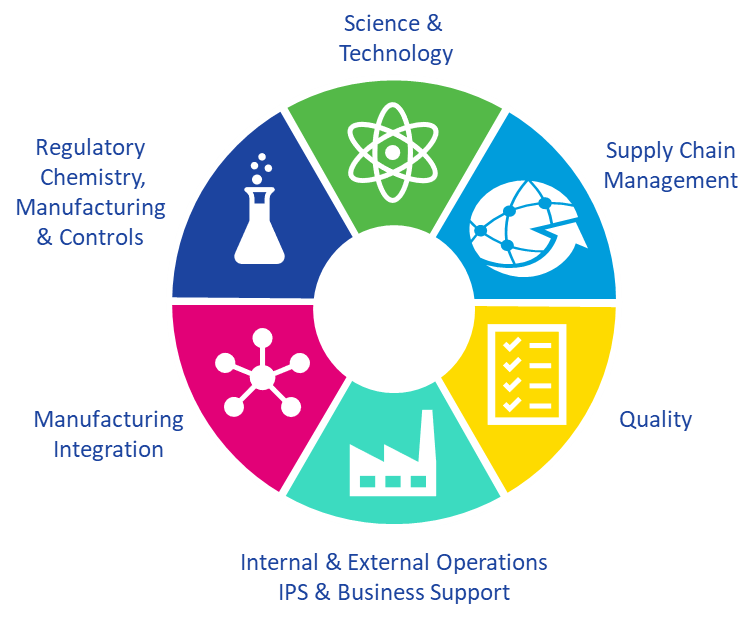 Science &
Technology
Supply Chain
Management
Quality
Internal & External Operations
IPS & Business Support
Manufacturing
Integration
Regulatory
Chemistry,
Manufacturing
& Controls